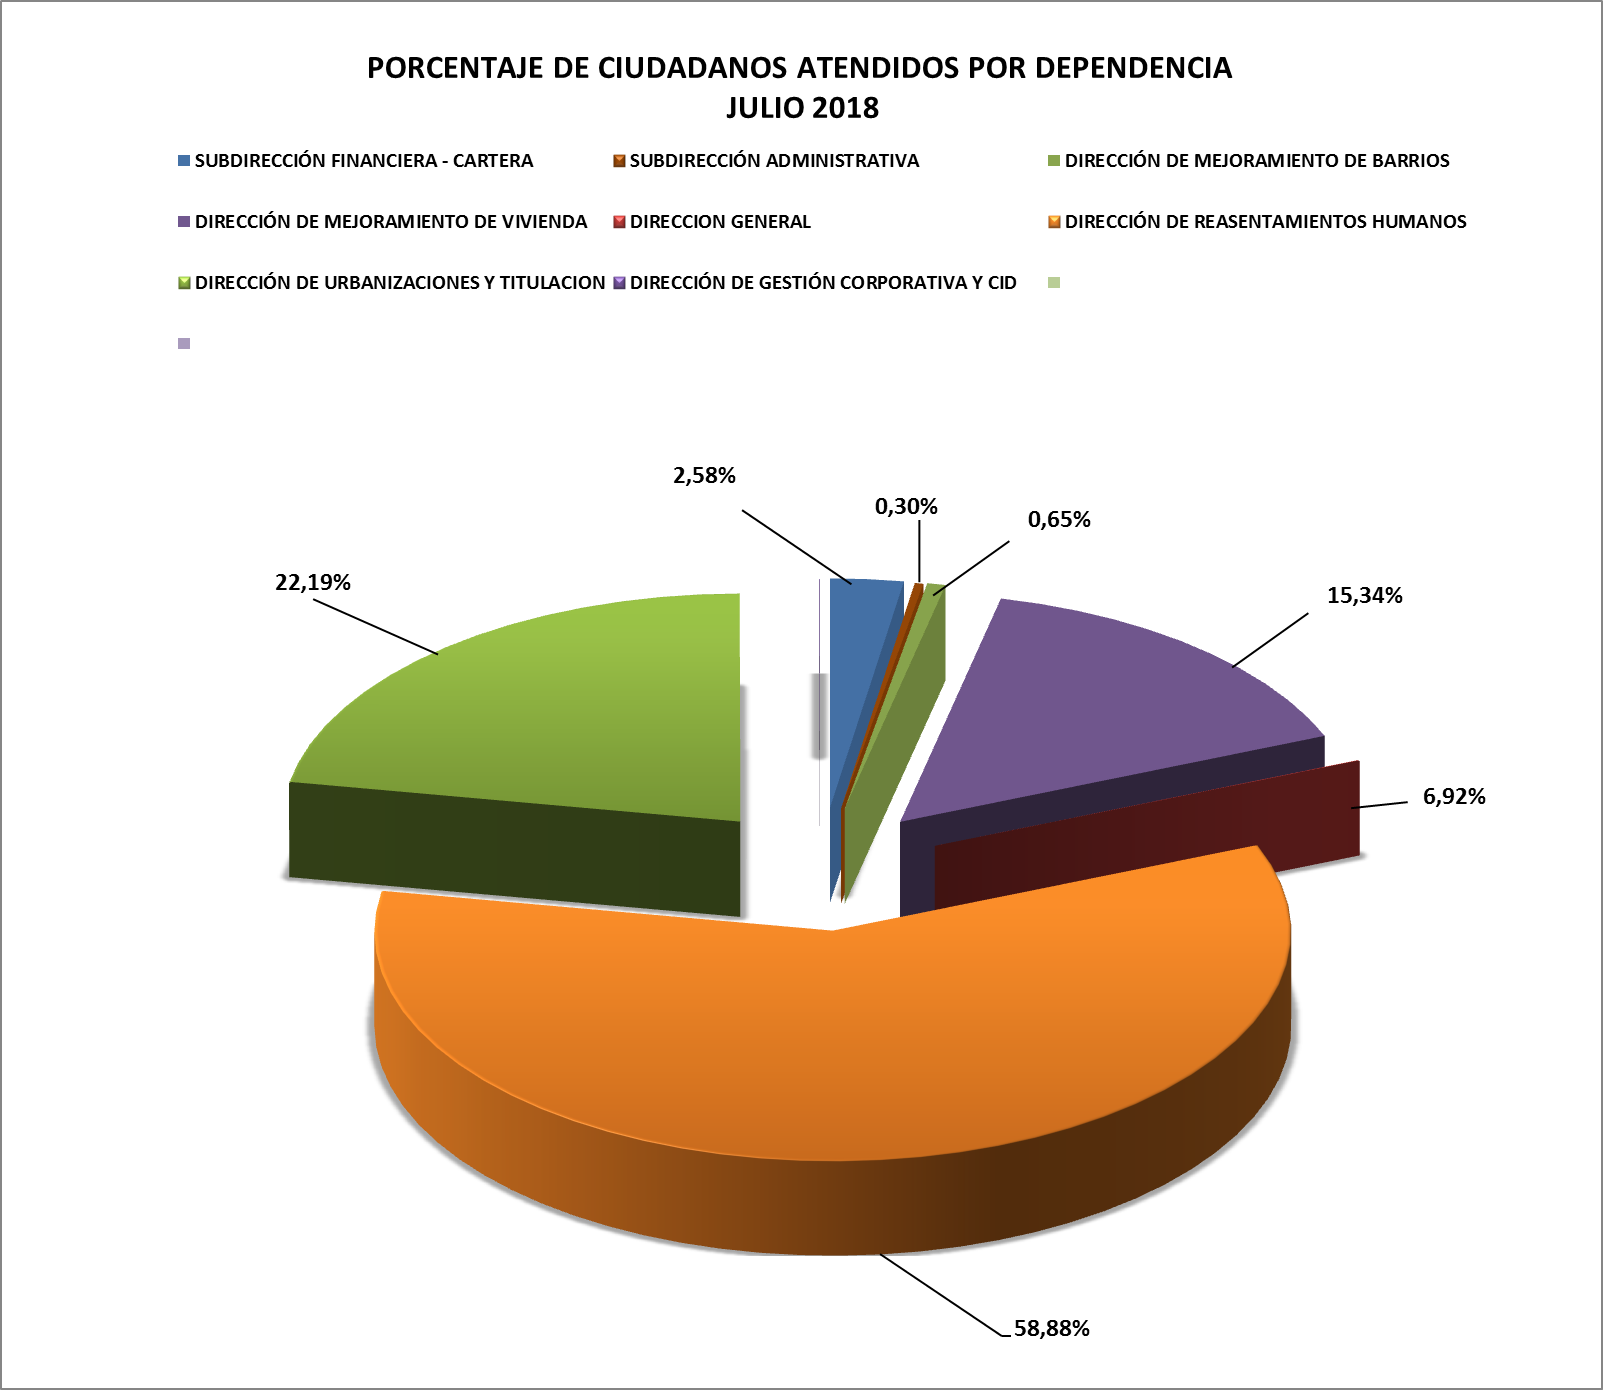 PORCENTAJE DE CIUDADANOS ATENDIDOS POR DEPENDENCIA
JULIO 2018
SUBDIRECCIÓN FINANCIERA - CARTERA
SUBDIRECCIÓN ADMINISTRATIVA
DIRECCIÓN DE MEJORAMIENTO DE BARRIOS
DIRECCIÓN DE MEJORAMIENTO DE VIVIENDA
DIRECCION GENERAL
DIRECCIÓN DE REASENTAMIENTOS HUMANOS
DIRECCIÓN DE URBANIZACIONES Y TITULACION
DIRECCIÓN DE GESTIÓN CORPORATIVA Y CID
2,58%
0,30%
0,65%
22,19%
15,34%
6,92%
58,88%